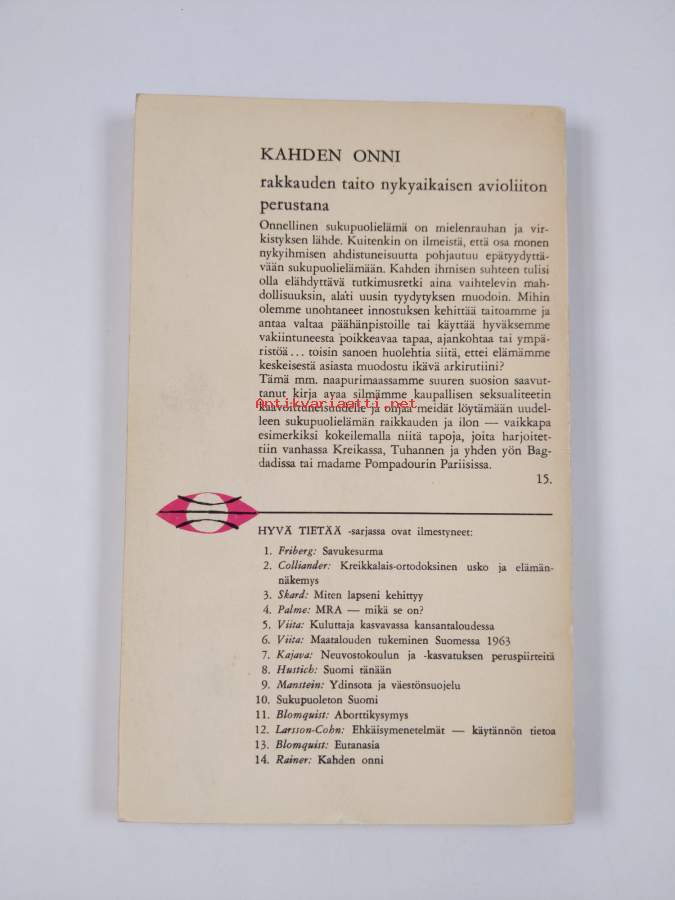 KAHDEN ONNI
rakkauden taito nykyaikaisen avioliiton
perustana
Onnellinen sukupuolielämä on mielenrauhan ja vir-
kistyksen lähde. Kuitenkin on ilmeistä, että osa monen
nykyihmisen ahdistuneisuutta pohjautuu epätyydyttä-
vään sukupuolielämään. Kahden ihmisen suhteen tulisi
olla elähdyttävä tutkimusretki aina vaihtelevin mah-
dollisuuksin, alati uusin tyydytyksen muodoin. Mihin
olemme unohtaneet innostuksen kehittää taitoamme ja
antaa valtaa päähänpistoille tai käyttää hyväksemme
vakiintuneesta poikkeavaa tapaa, ajankohtaa tai ympä-
ristöä ... toisin sanoen huolehtia siitä, ettei elämämme
keskeisestä asiasta muodostu ikävä arkirutiini?
Tämä mm. naapurimaassamme suuren suosion saavut-
tanut kirja avaa silmämme kaupallisen seksualiteetin
Antikvariaatti.net
kaavoittuneisuudelle ja ohjaa meidät löytämään uudel-
leen sukupuolielämän raikkauden ja ilon — vaikkapa
esimerkiksi kokeilemalla niitä tapoja, joita harjoitet-
tiin vanhassa Kreikassa, Tuhannen ja yhden yön Bag-
dadissa tai madame Pompadourin Pariisissa.
15.
HYVÄ TIETÄÄ -sarjassa ovat ilmestyneet:
1. Friberg: Savukesurma
2. Colliander: Kreikkalais-ortodoksinen usko ja elämän-
näkemys
3. Skard: Miten lapseni kehittyy
4. Palme: MRA — mikä se on?
5. Viita: Kuluttaja kasvavassa kansantaloudessa
6. Viita: Maatalouden tukeminen Suomessa 1963
7. Kajava: Neuvostokoulun ja -kasvatuksen peruspiirteitä
8. Hustich: Suomi tänään
9. Manstein: Ydinsota ja väestönsuojelu
10. Sukupuoleton Suomi
11. Blomquist: Aborttikysymys
12. Larsson-Cohn: Ehkäisymenetelmät — käytännön tietoa
13. Blomquist: Eutanasia
14. Rainer: Kahden onni